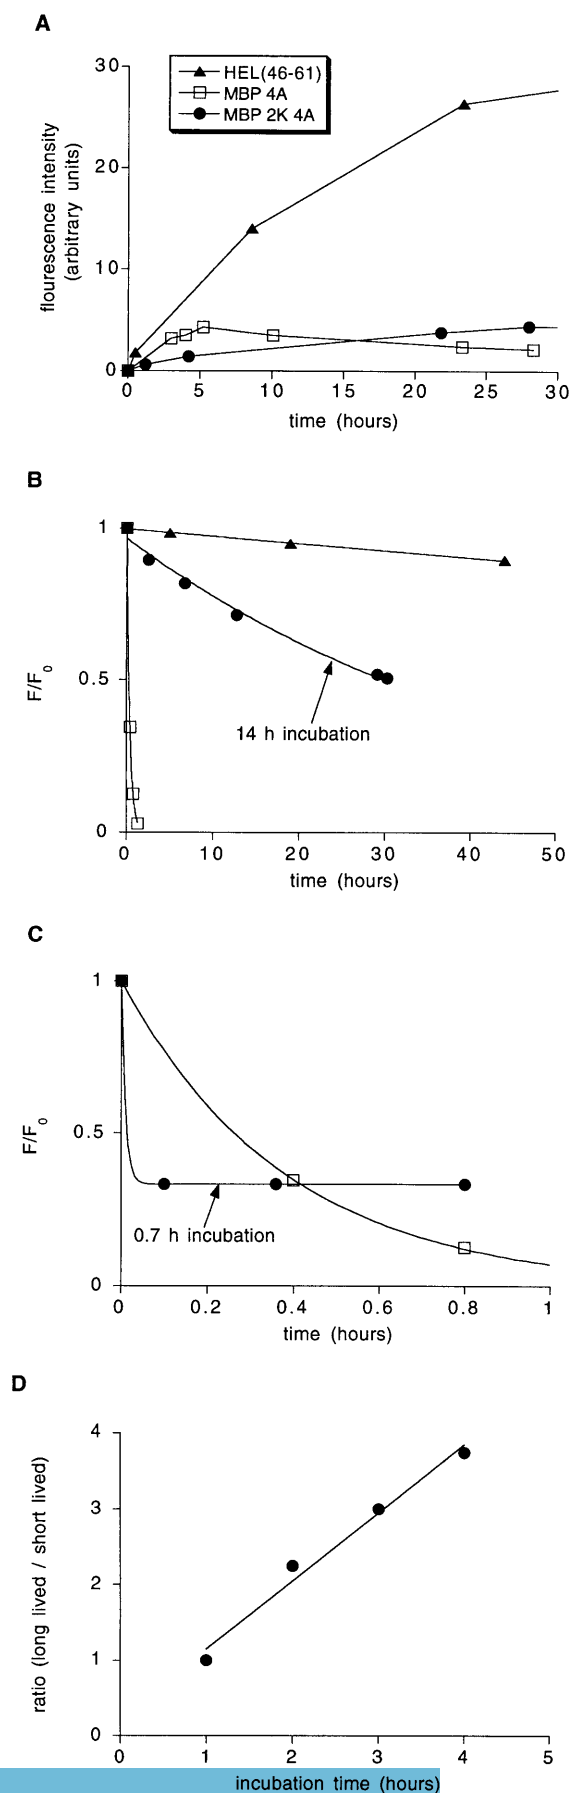 A
30
20
10
0
flourescence intensity
(arbitrary units)
HEL(46-61)
MBP 4A
MBP 2K 4A
0 5 10 15 20 25 30
time (hours)
B
1
0.5
0
F/F0
14 h incubation
0 10 20 30 40 50
time (hours)
C
1
0.5
0
F/F0
0.7 h incubation
0 0.2 0.4 0.6 0.8 1
time (hours)
D
4
3
2
1
0
ratio (long lived / short lived)
0 1 2 3 4 5
incubation time (hours)